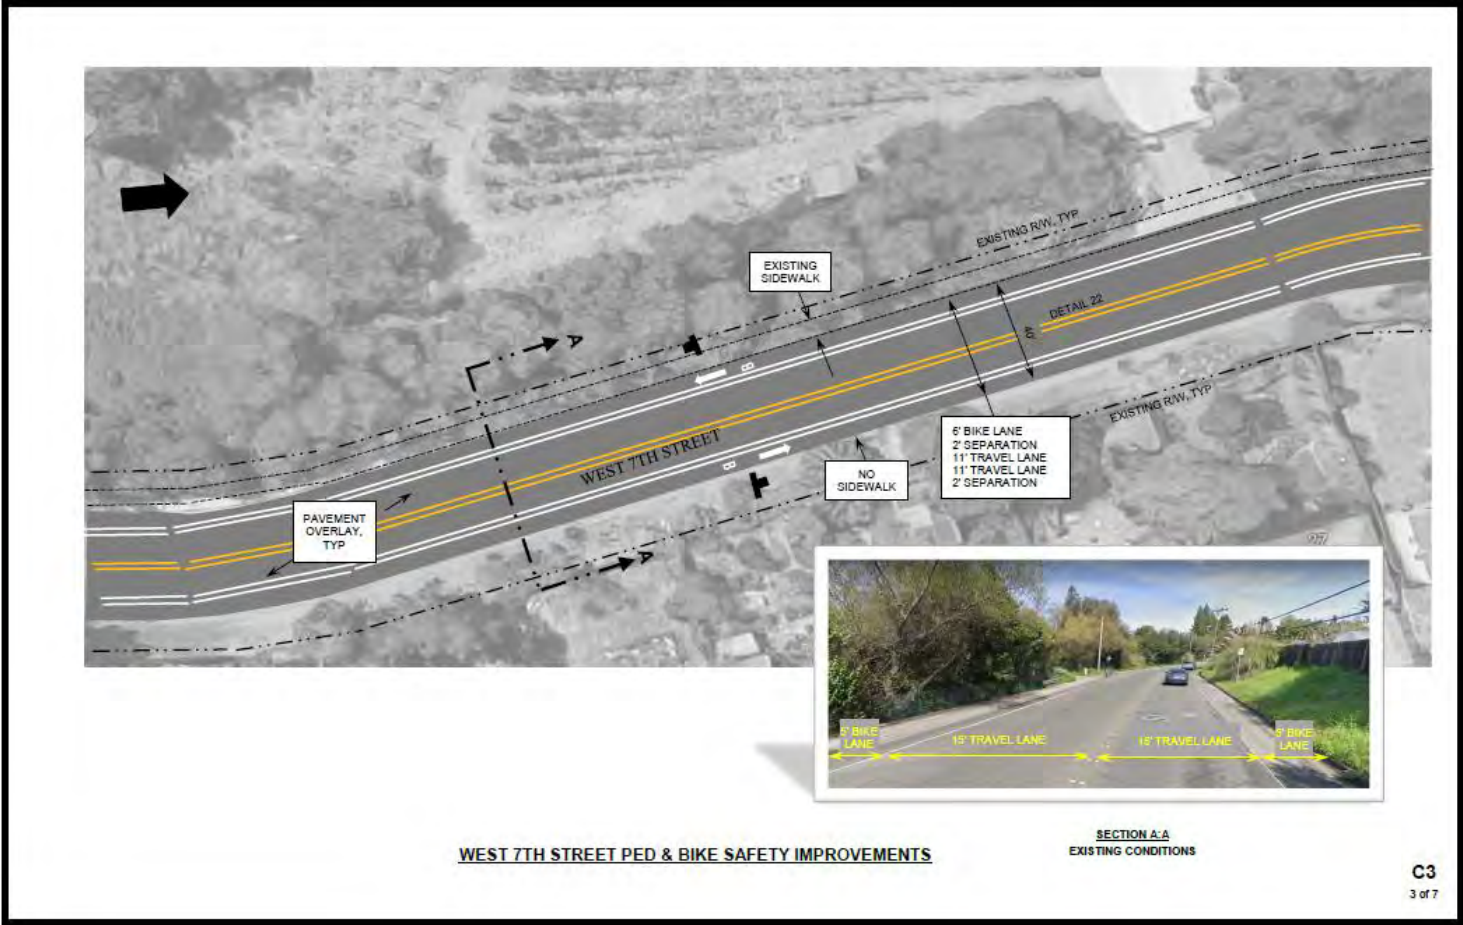 EXISTING R/W, TYP
EXISTING
SIDEWALK
DETAIL 22
40'
A
B
EXISTING R/W, TYP
6' BIKE LANE
2' SEPARATION
11' TRAVEL LANE
11' TRAVEL LANE
2' SEPARATION
WEST 7TH STREET
B
NO
SIDEWALK
PAVEMENT
OVERLAY,
TYP
A
5' BIKE
LANE
15' TRAVEL LANE
15' TRAVEL LANE
5' BIKE
LANE
SECTION A:A
EXISTING CONDITIONS
WEST 7TH STREET PED & BIKE SAFETY IMPROVEMENTS
C3
3 of 7